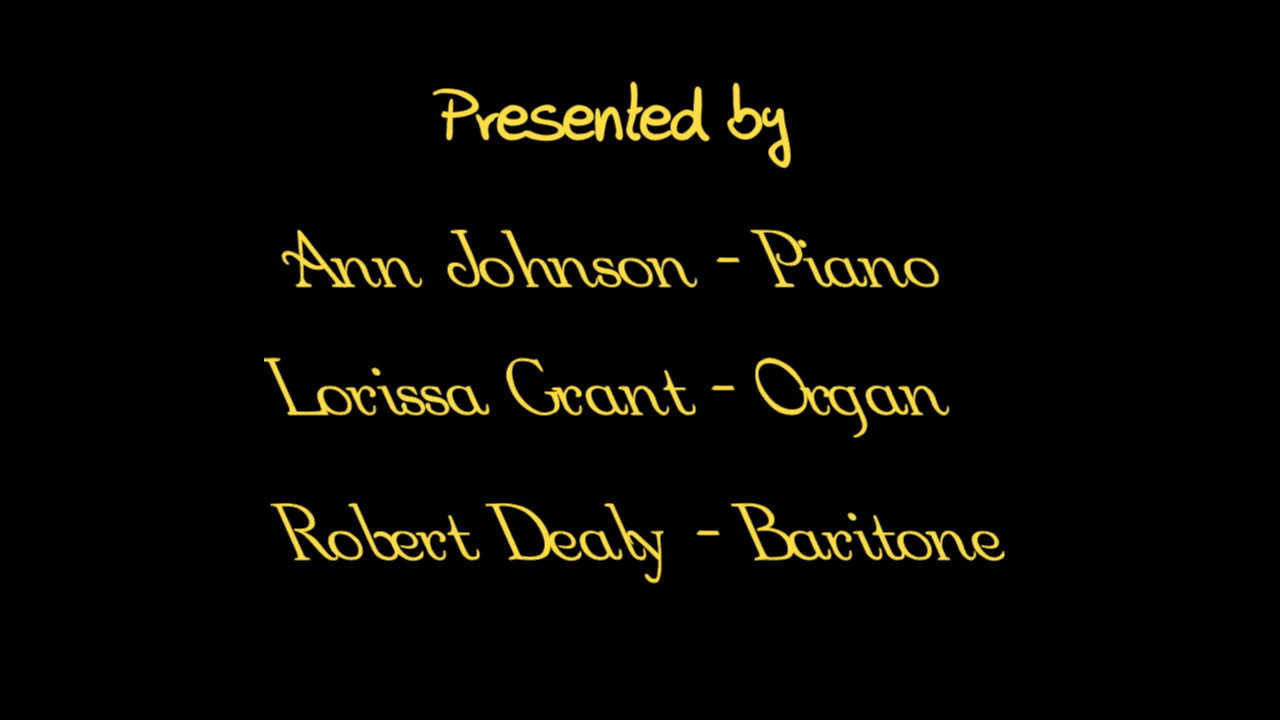 Presented by
Ann Johnson - Piano
Lorissa Grant - Organ
Robert Dealy - Baritone